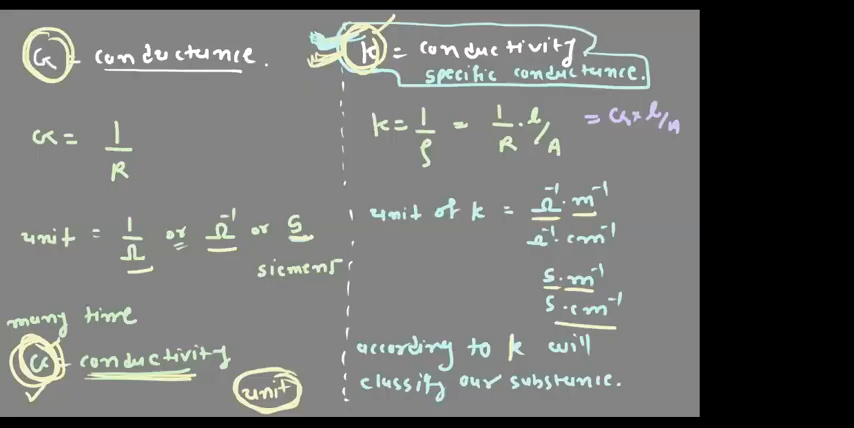 G - conductance.
G = 1/R
unit = 1/Ω or Ω⁻¹ or S
siemens
many time
G - conductivity
unit
k = conductivity
specific conductance.
k = 1/ρ = 1/R · l/A = G × l/A
unit of k = Ω⁻¹ · m⁻¹
Ω⁻¹ · cm⁻¹
S · m⁻¹
S · cm⁻¹
according to k will
classify our substance.